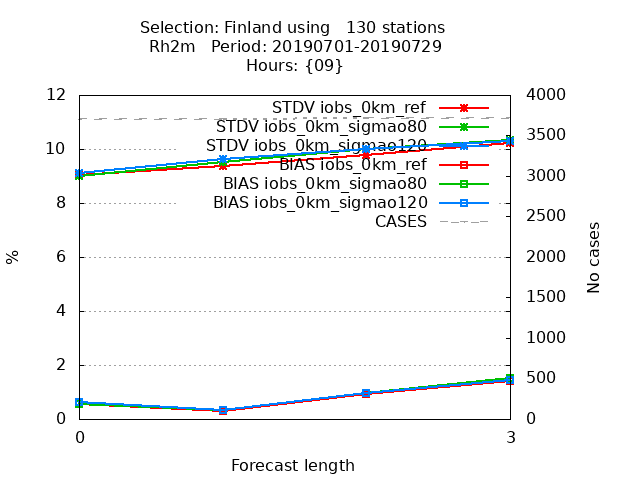 Selection: Finland using   130 stations
Rh2m   Period: 20190701-20190729
Hours: {09}
12
10
8
6
4
2
0
%
STDV iobs_0km_ref
STDV iobs_0km_sigmao80
STDV iobs_0km_sigmao120
BIAS iobs_0km_ref
BIAS iobs_0km_sigmao80
BIAS iobs_0km_sigmao120
CASES
4000
3500
3000
2500
2000
1500
1000
500
0
No cases
0
3
Forecast length